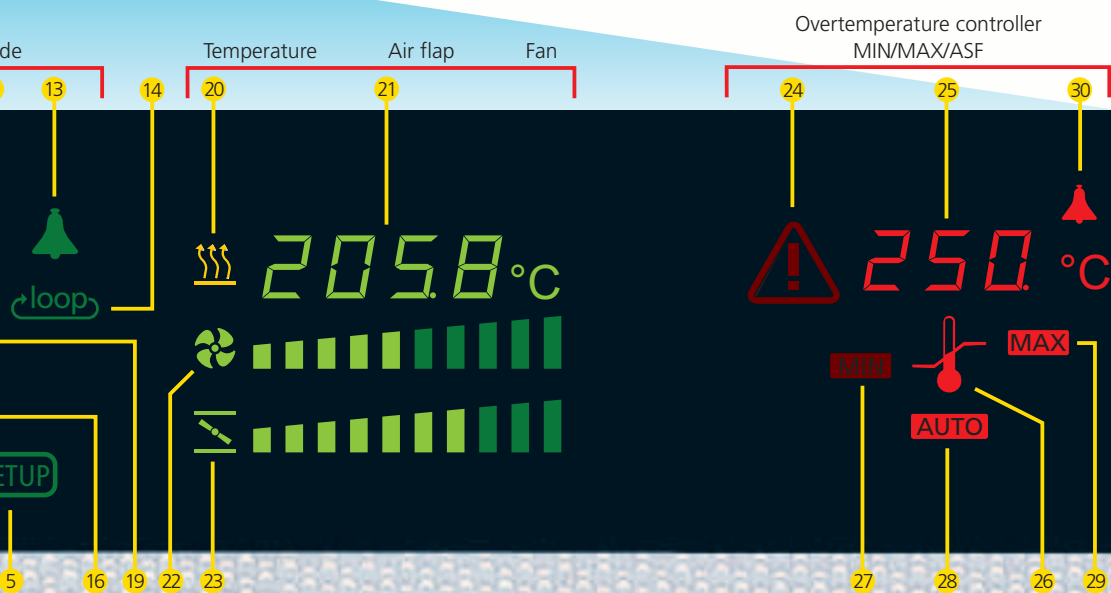 Overtemperature controller
de Temperature Air flap Fan MIN/MAX/ASF
13 14 20 21 24 25 30
205.8 °C 250. °C
loop
MAX
MIN
AUTO
ETUP
5 16 19 22 23 27 28 26 29